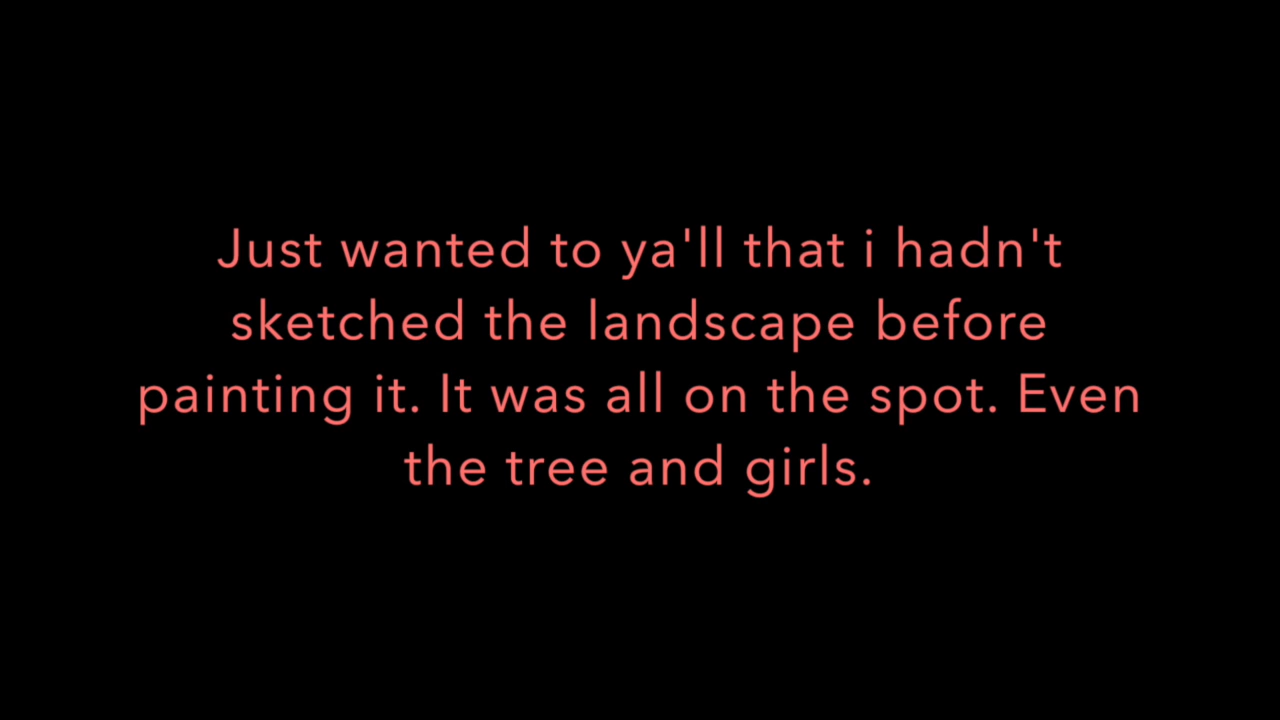 Just wanted to ya'll that i hadn't
sketched the landscape before
painting it. It was all on the spot. Even
the tree and girls.